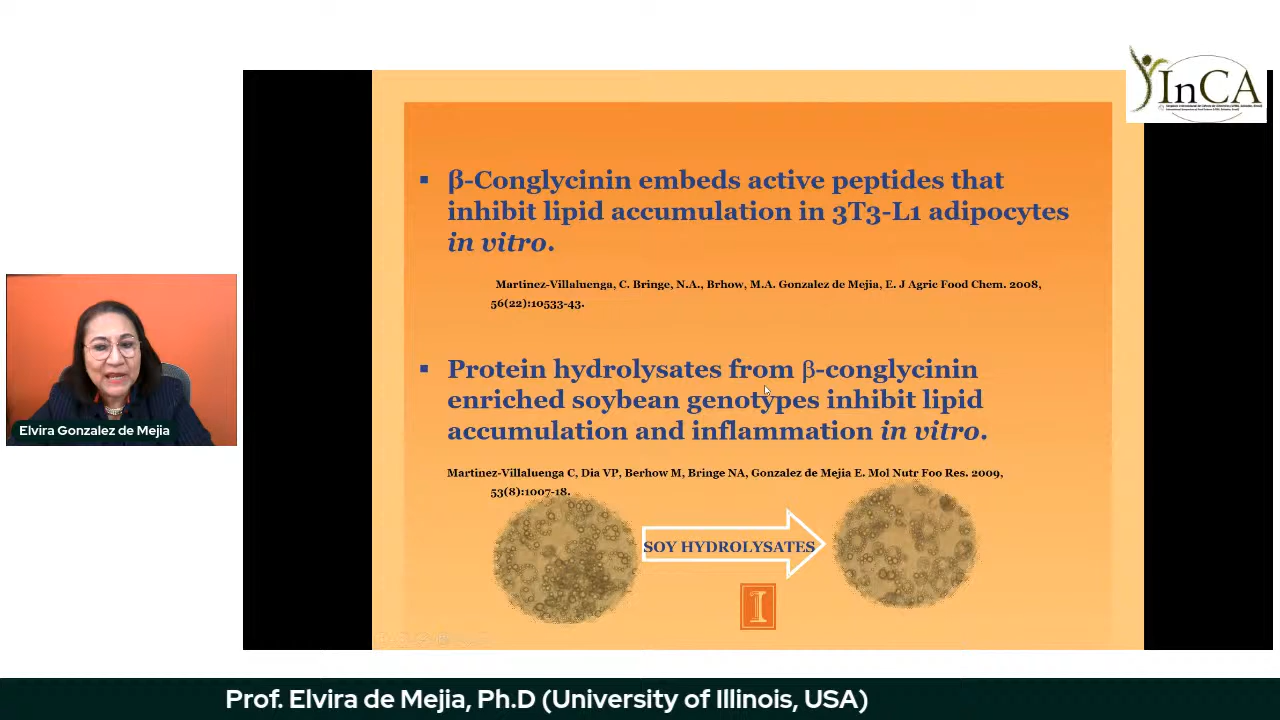 InCA
β-Conglycinin embeds active peptides that
inhibit lipid accumulation in 3T3-L1 adipocytes
in vitro.
Martinez-Villaluenga, C. Bringe, N.A., Brhow, M.A. Gonzalez de Mejia, E. J Agric Food Chem. 2008,
56(22):10533-43.
Protein hydrolysates from β-conglycinin
enriched soybean genotypes inhibit lipid
accumulation and inflammation in vitro.
Martinez-Villaluenga C, Dia VP, Berhow M, Bringe NA, Gonzalez de Mejia E. Mol Nutr Foo Res. 2009,
53(8):1007-18.
SOY HYDROLYSATES
I
Elvira Gonzalez de Mejia
Prof. Elvira de Mejia, Ph.D (University of Illinois, USA)